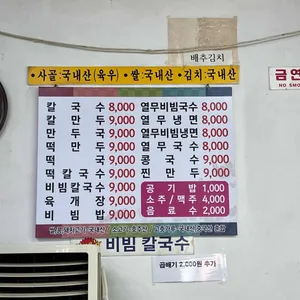 배추김치
•사골:국내산(육우) •쌀:국내산 •김치:국내산
금연
NO SMO
칼국수 8,000 열무비빔국수 8,000
칼만두 9,000 열무냉면 8,000
만두국 9,000 열무비빔냉면 8,000
떡만두 9,000 열무국수 8,000
떡국 9,000 콩국수 9,000
떡칼국수 9,000 찐만두 9,000
비빔칼국수 9,000 공기밥 1,000
육개장 9,000 소주/맥주 4,000
비빔밥 9,000 음료수 2,000
비빔 칼국수
곱빼기 2,000원 추가